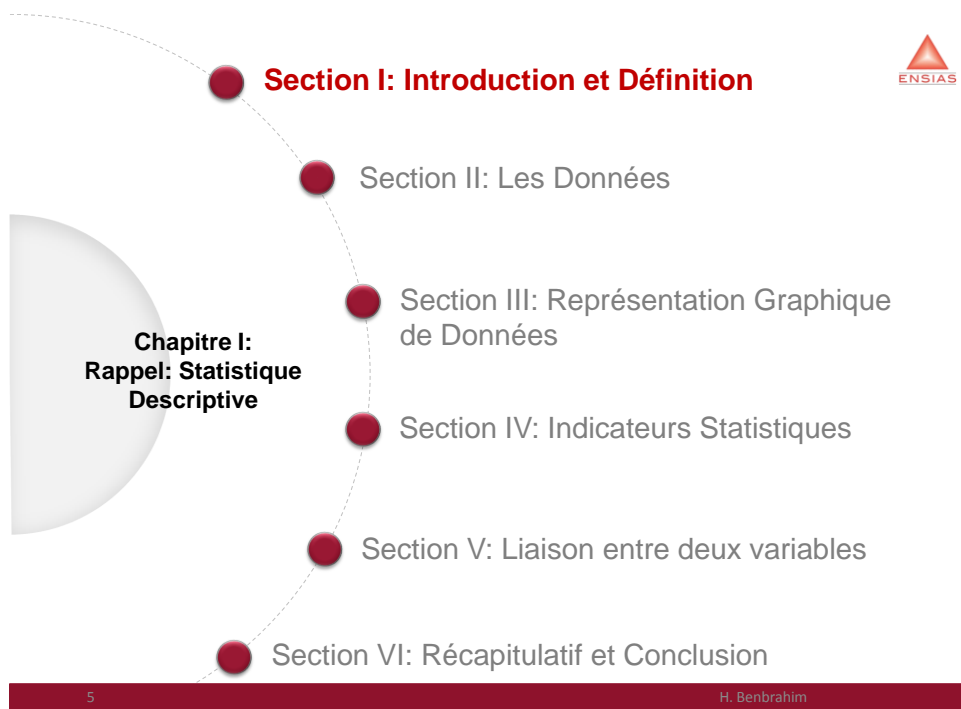 Section I: Introduction et Définition
ENSIAS
Section II: Les Données
Section III: Représentation Graphique
de Données
Chapitre I:
Rappel: Statistique
Descriptive
Section IV: Indicateurs Statistiques
Section V: Liaison entre deux variables
Section VI: Récapitulatif et Conclusion
5
H. Benbrahim